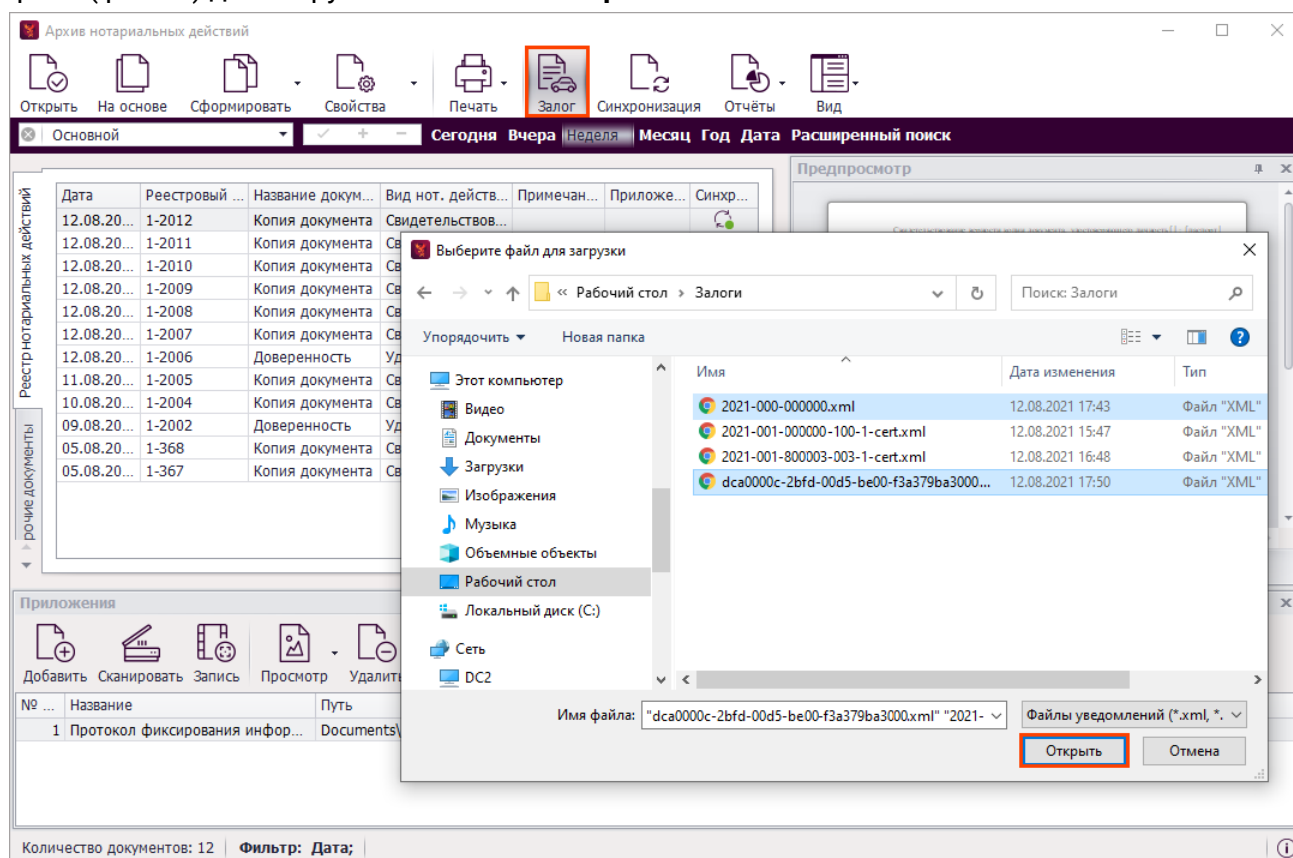 Архив нотариальных действий
Открыть На основе Сформировать Свойства Печать Залог Синхронизация Отчёты Вид
Основной Сегодня Вчера Неделя Месяц Год Дата Расширенный поиск
Предпросмотр
Реестр нотариальных действий
рочие документы
Дата Реестровый ... Название докум... Вид нот. действ... Примечан... Приложе... Синхр...
12.08.20... 1-2012 Копия документа Свидетельствов...
12.08.20... 1-2011 Копия документа Св
12.08.20... 1-2010 Копия документа Св
12.08.20... 1-2009 Копия документа Св
12.08.20... 1-2008 Копия документа Св
12.08.20... 1-2007 Копия документа Св
12.08.20... 1-2006 Доверенность Уд
11.08.20... 1-2005 Копия документа Св
10.08.20... 1-2004 Копия документа Св
09.08.20... 1-2002 Доверенность Уд
05.08.20... 1-368 Копия документа Св
05.08.20... 1-367 Копия документа Св
Выберите файл для загрузки
« Рабочий стол › Залоги Поиск: Залоги
Упорядочить Новая папка
Этот компьютер
Видео
Документы
Загрузки
Изображения
Музыка
Объемные объекты
Рабочий стол
Локальный диск (C:)
Сеть
DC2
Имя Дата изменения Тип
2021-000-000000.xml 12.08.2021 17:43 Файл "XML"
2021-001-000000-100-1-cert.xml 12.08.2021 15:47 Файл "XML"
2021-001-800003-003-1-cert.xml 12.08.2021 16:48 Файл "XML"
dca0000c-2bfd-00d5-be00-f3a379ba3000... 12.08.2021 17:50 Файл "XML"
Имя файла: "dca0000c-2bfd-00d5-be00-f3a379ba3000.xml" "2021- Файлы уведомлений (*.xml, *.
Открыть Отмена
Приложения
Добавить Сканировать Запись Просмотр Удалить
№ ... Название Путь
1 Протокол фиксирования инфор... Documents\
Количество документов: 12 Фильтр: Дата;